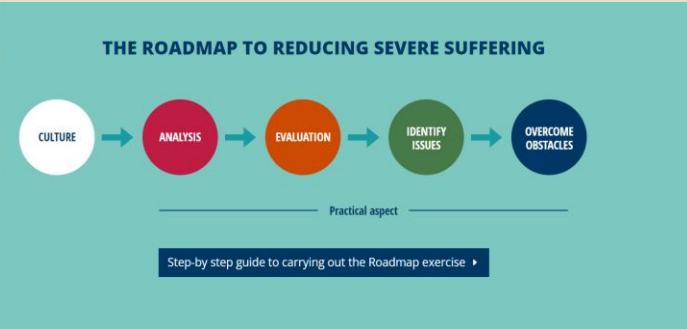 THE ROADMAP TO REDUCING SEVERE SUFFERING
CULTURE
ANALYSIS
EVALUATION
IDENTIFY
ISSUES
OVERCOME
OBSTACLES
Practical aspect
Step-by step guide to carrying out the Roadmap exercise